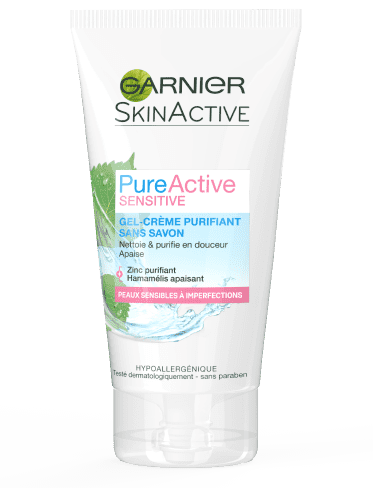 GARNIER
SKINACTIVE
PureActive
SENSITIVE
GEL-CRÈME PURIFIANT
SANS SAVON
Nettoie & purifie en douceur
Apaise
Zinc purifiant
Hamamélis apaisant
PEAUX SENSIBLES À IMPERFECTIONS
HYPOALLERGÉNIQUE
Testé dermatologiquement - sans paraben